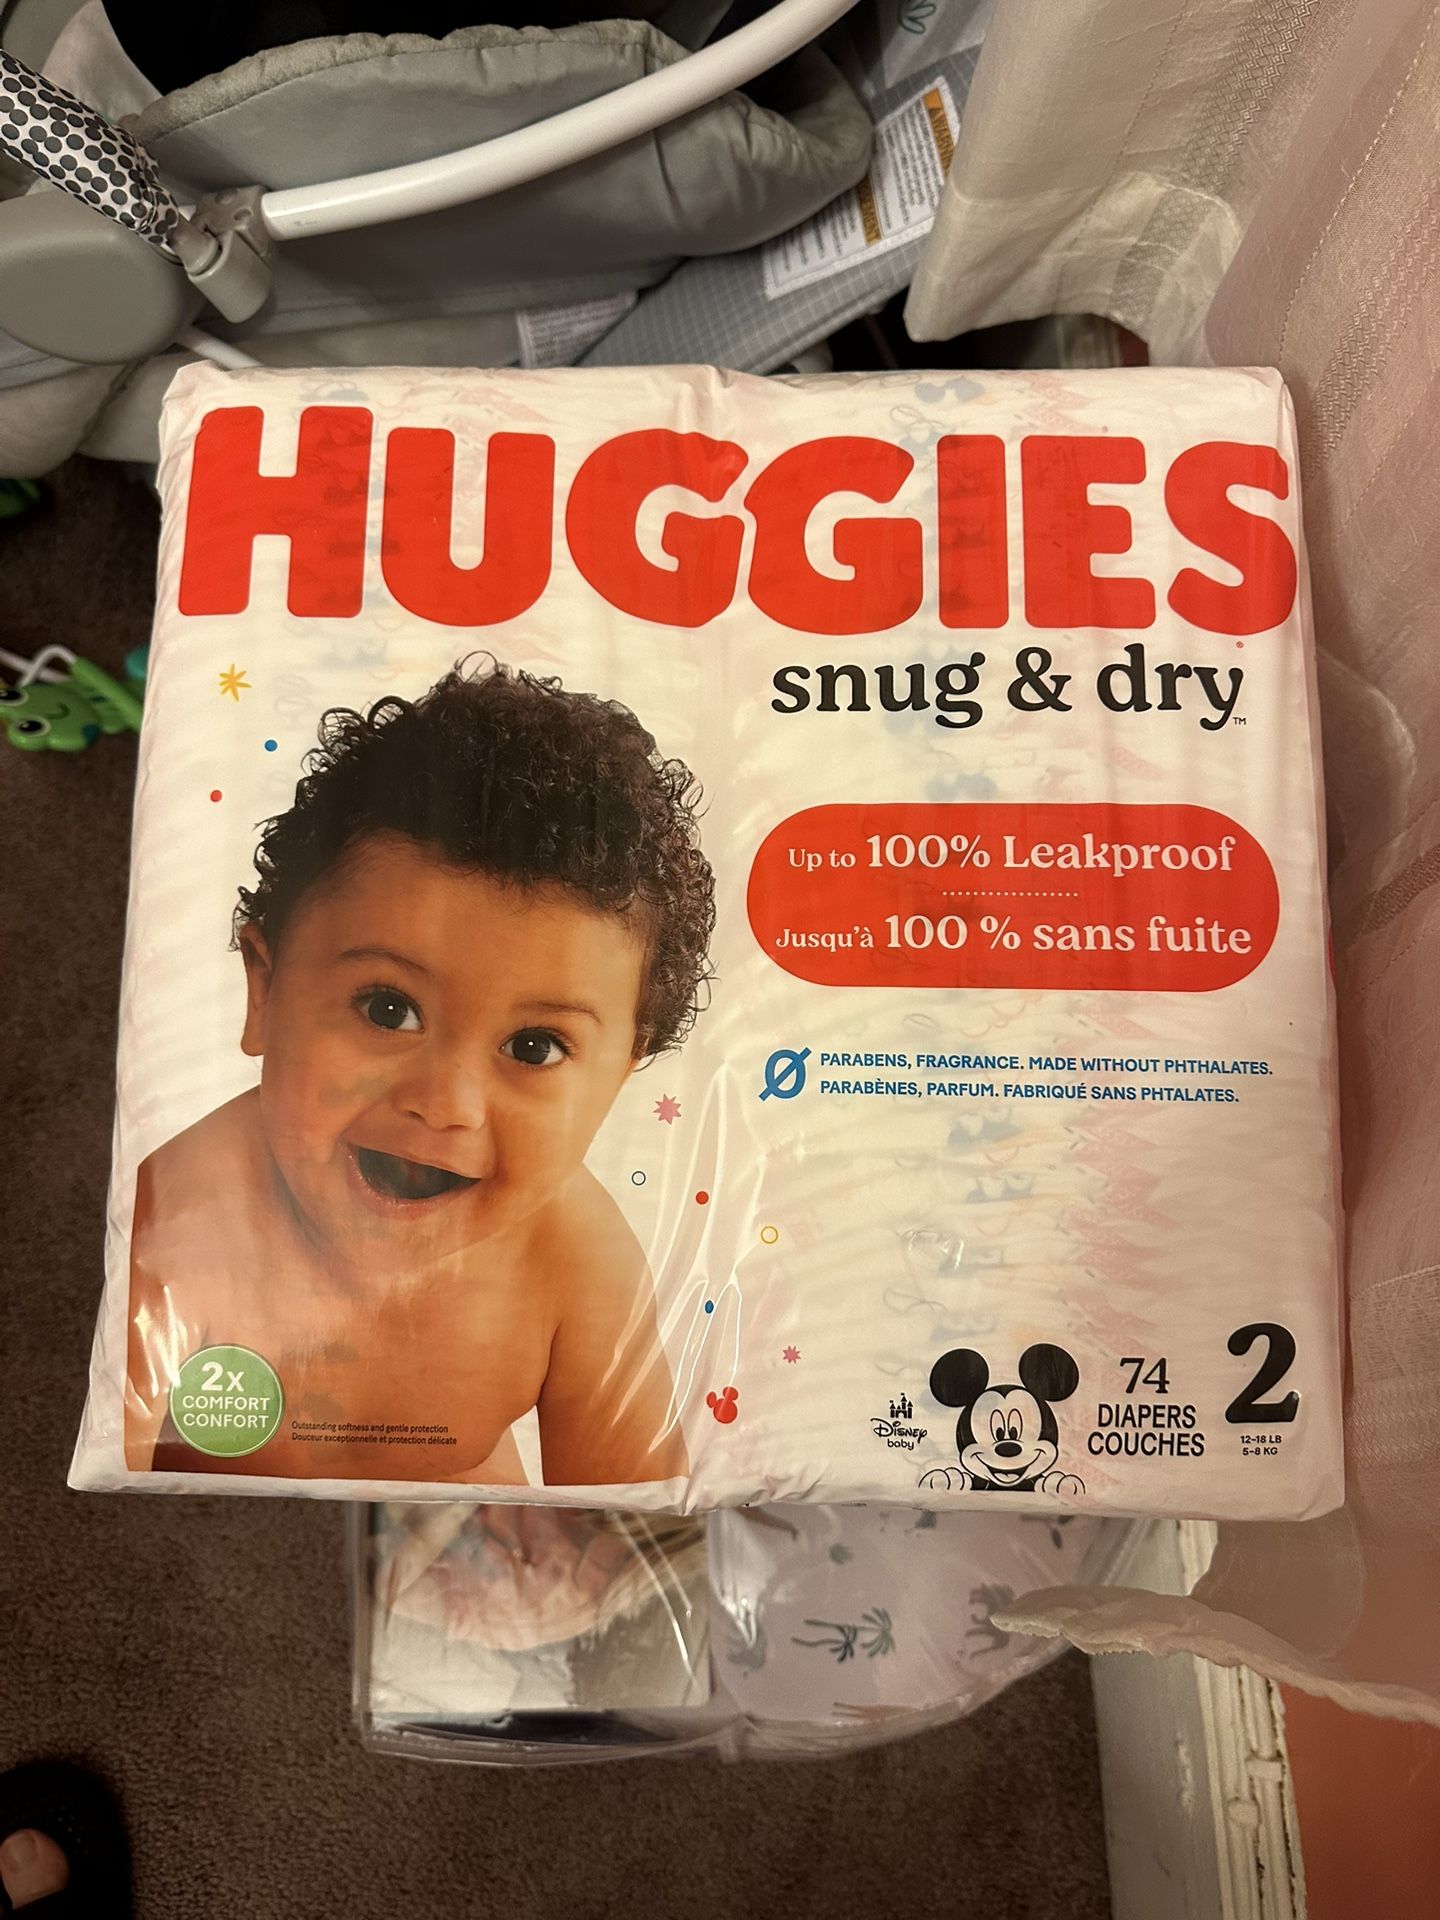 WARNING
HUGGIES®
snug & dry™
Up to 100% Leakproof
Jusqu'à 100 % sans fuite
PARABENS, FRAGRANCE. MADE WITHOUT PHTHALATES.
PARABÈNES, PARFUM. FABRIQUÉ SANS PHTALATES.
2x
COMFORT
CONFORT
Outstanding softness and gentle protection
Douceur exceptionnelle et protection délicate
Disney
baby
74
DIAPERS
COUCHES
2
12-18 LB
5-8 KG